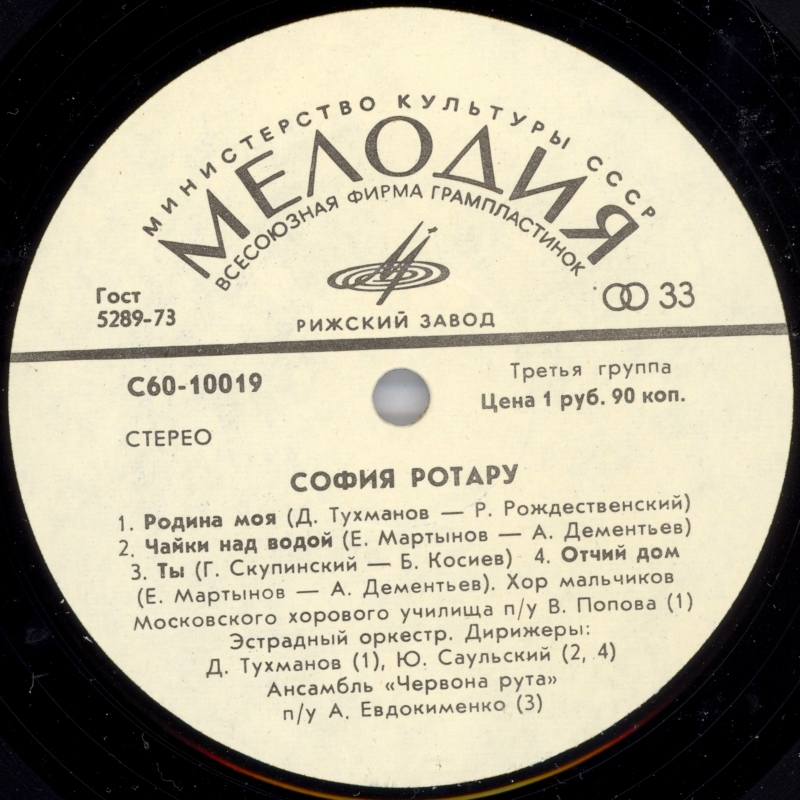 МИНИСТЕРСТВО КУЛЬТУРЫ СССР
МЕЛОДИЯ
ВСЕСОЮЗНАЯ ФИРМА ГРАМПЛАСТИНОК
Гост
5289-73
33
РИЖСКИЙ ЗАВОД
С60-10019
Третья группа
Цена 1 руб. 90 коп.
СТЕРЕО
СОФИЯ РОТАРУ
1. Родина моя (Д. Тухманов — Р. Рождественский)
2. Чайки над водой (Е. Мартынов — А. Дементьев)
3. Ты (Г. Скупинский — Б. Косиев) 4. Отчий дом
(Е. Мартынов — А. Дементьев). Хор мальчиков
Московского хорового училища п/у В. Попова (1)
Эстрадный оркестр. Дирижеры:
Д. Тухманов (1), Ю. Саульский (2, 4)
Ансамбль «Червона рута»
п/у А. Евдокименко (3)